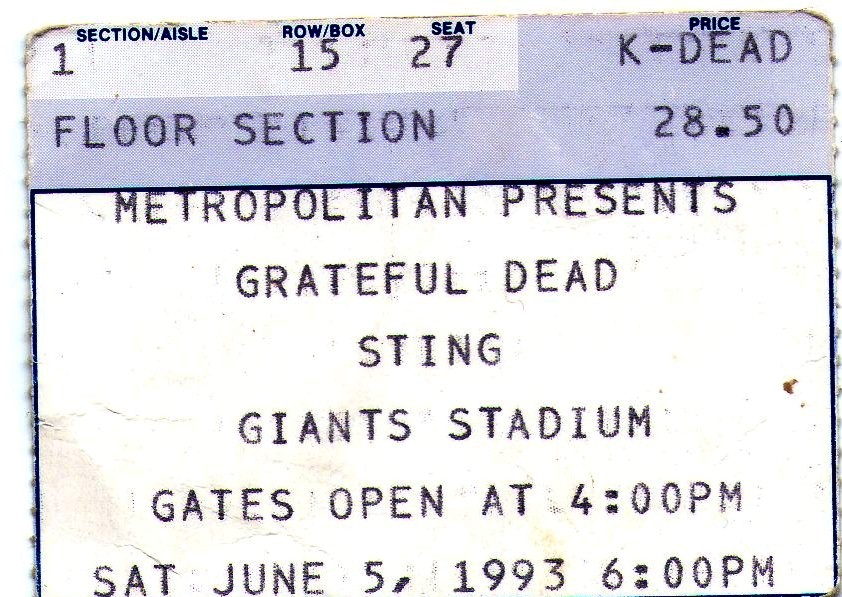 SECTION/AISLE ROW/BOX SEAT PRICE
1 15 27 K-DEAD
FLOOR SECTION 28.50
METROPOLITAN PRESENTS
GRATEFUL DEAD
STING
GIANTS STADIUM
GATES OPEN AT 4:00PM
SAT JUNE 5, 1993 6:00PM